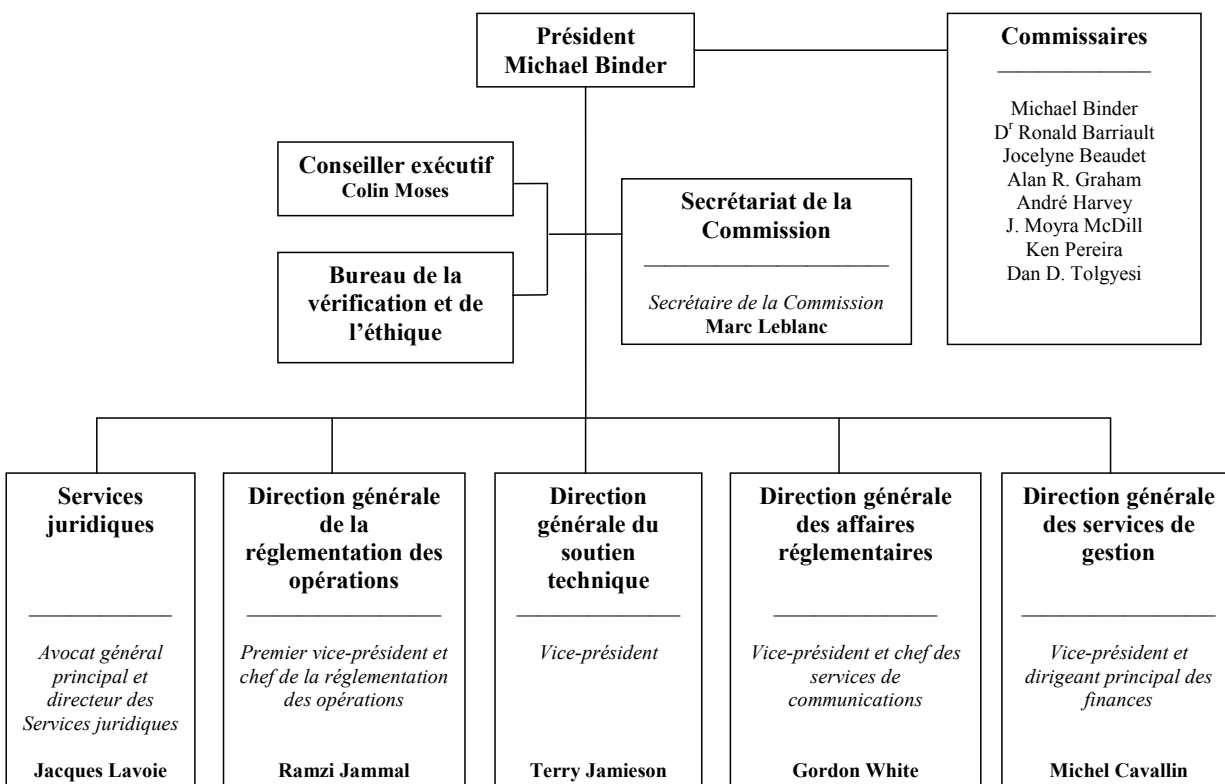 Président
Michael Binder
Commissaires
Michael Binder
Dr Ronald Barriault
Jocelyne Beaudet
Alan R. Graham
André Harvey
J. Moyra McDill
Ken Pereira
Dan D. Tolgyesi
Conseiller exécutif
Colin Moses
Secrétariat de la
Commission
Secrétaire de la Commission
Marc Leblanc
Bureau de la
vérification et de
l’éthique
Services
juridiques
Avocat général
principal et
directeur des
Services juridiques
Jacques Lavoie
Direction générale
de la
réglementation des
opérations
Premier vice-président et
chef de la réglementation
des opérations
Ramzi Jammal
Direction
générale du
soutien
technique
Vice-président
Terry Jamieson
Direction générale
des affaires
réglementaires
Vice-président et chef des
services de
communications
Gordon White
Direction générale
des services de
gestion
Vice-président et
dirigeant principal des
finances
Michel Cavallin